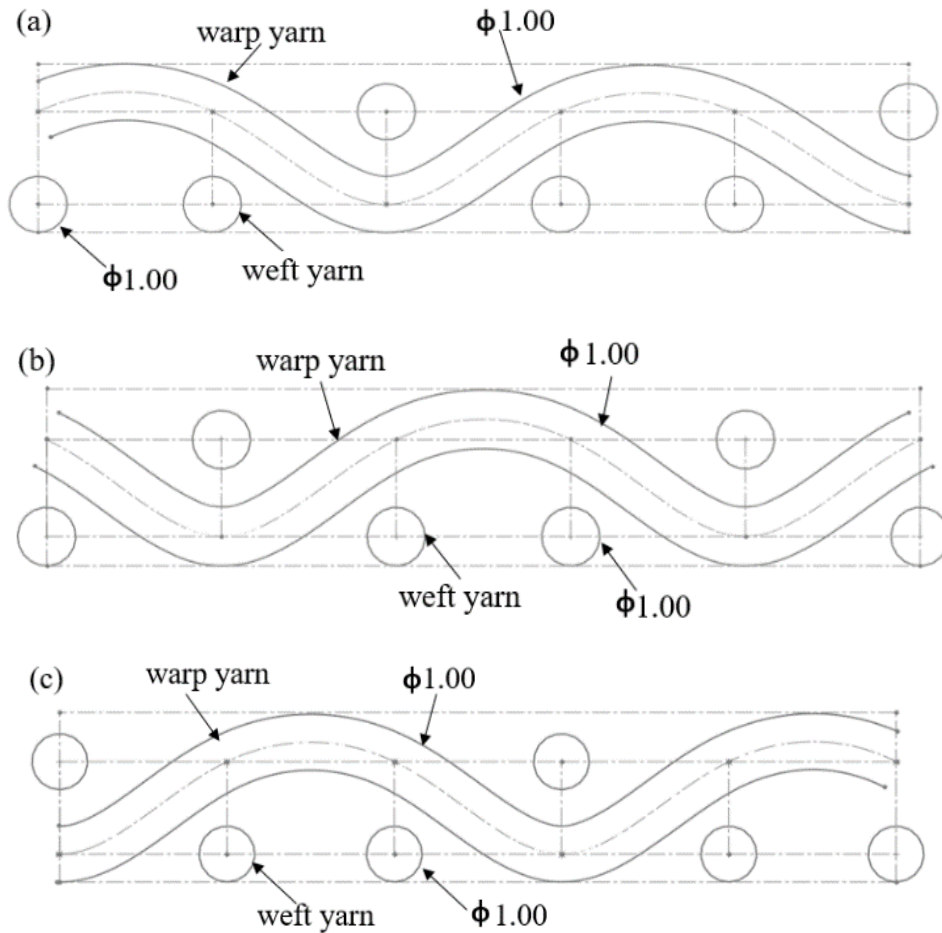 (a)
warp yarn
ϕ1.00
weft yarn
ϕ1.00
(b)
warp yarn
ϕ1.00
weft yarn
ϕ1.00
(c)
warp yarn
ϕ1.00
weft yarn
ϕ1.00